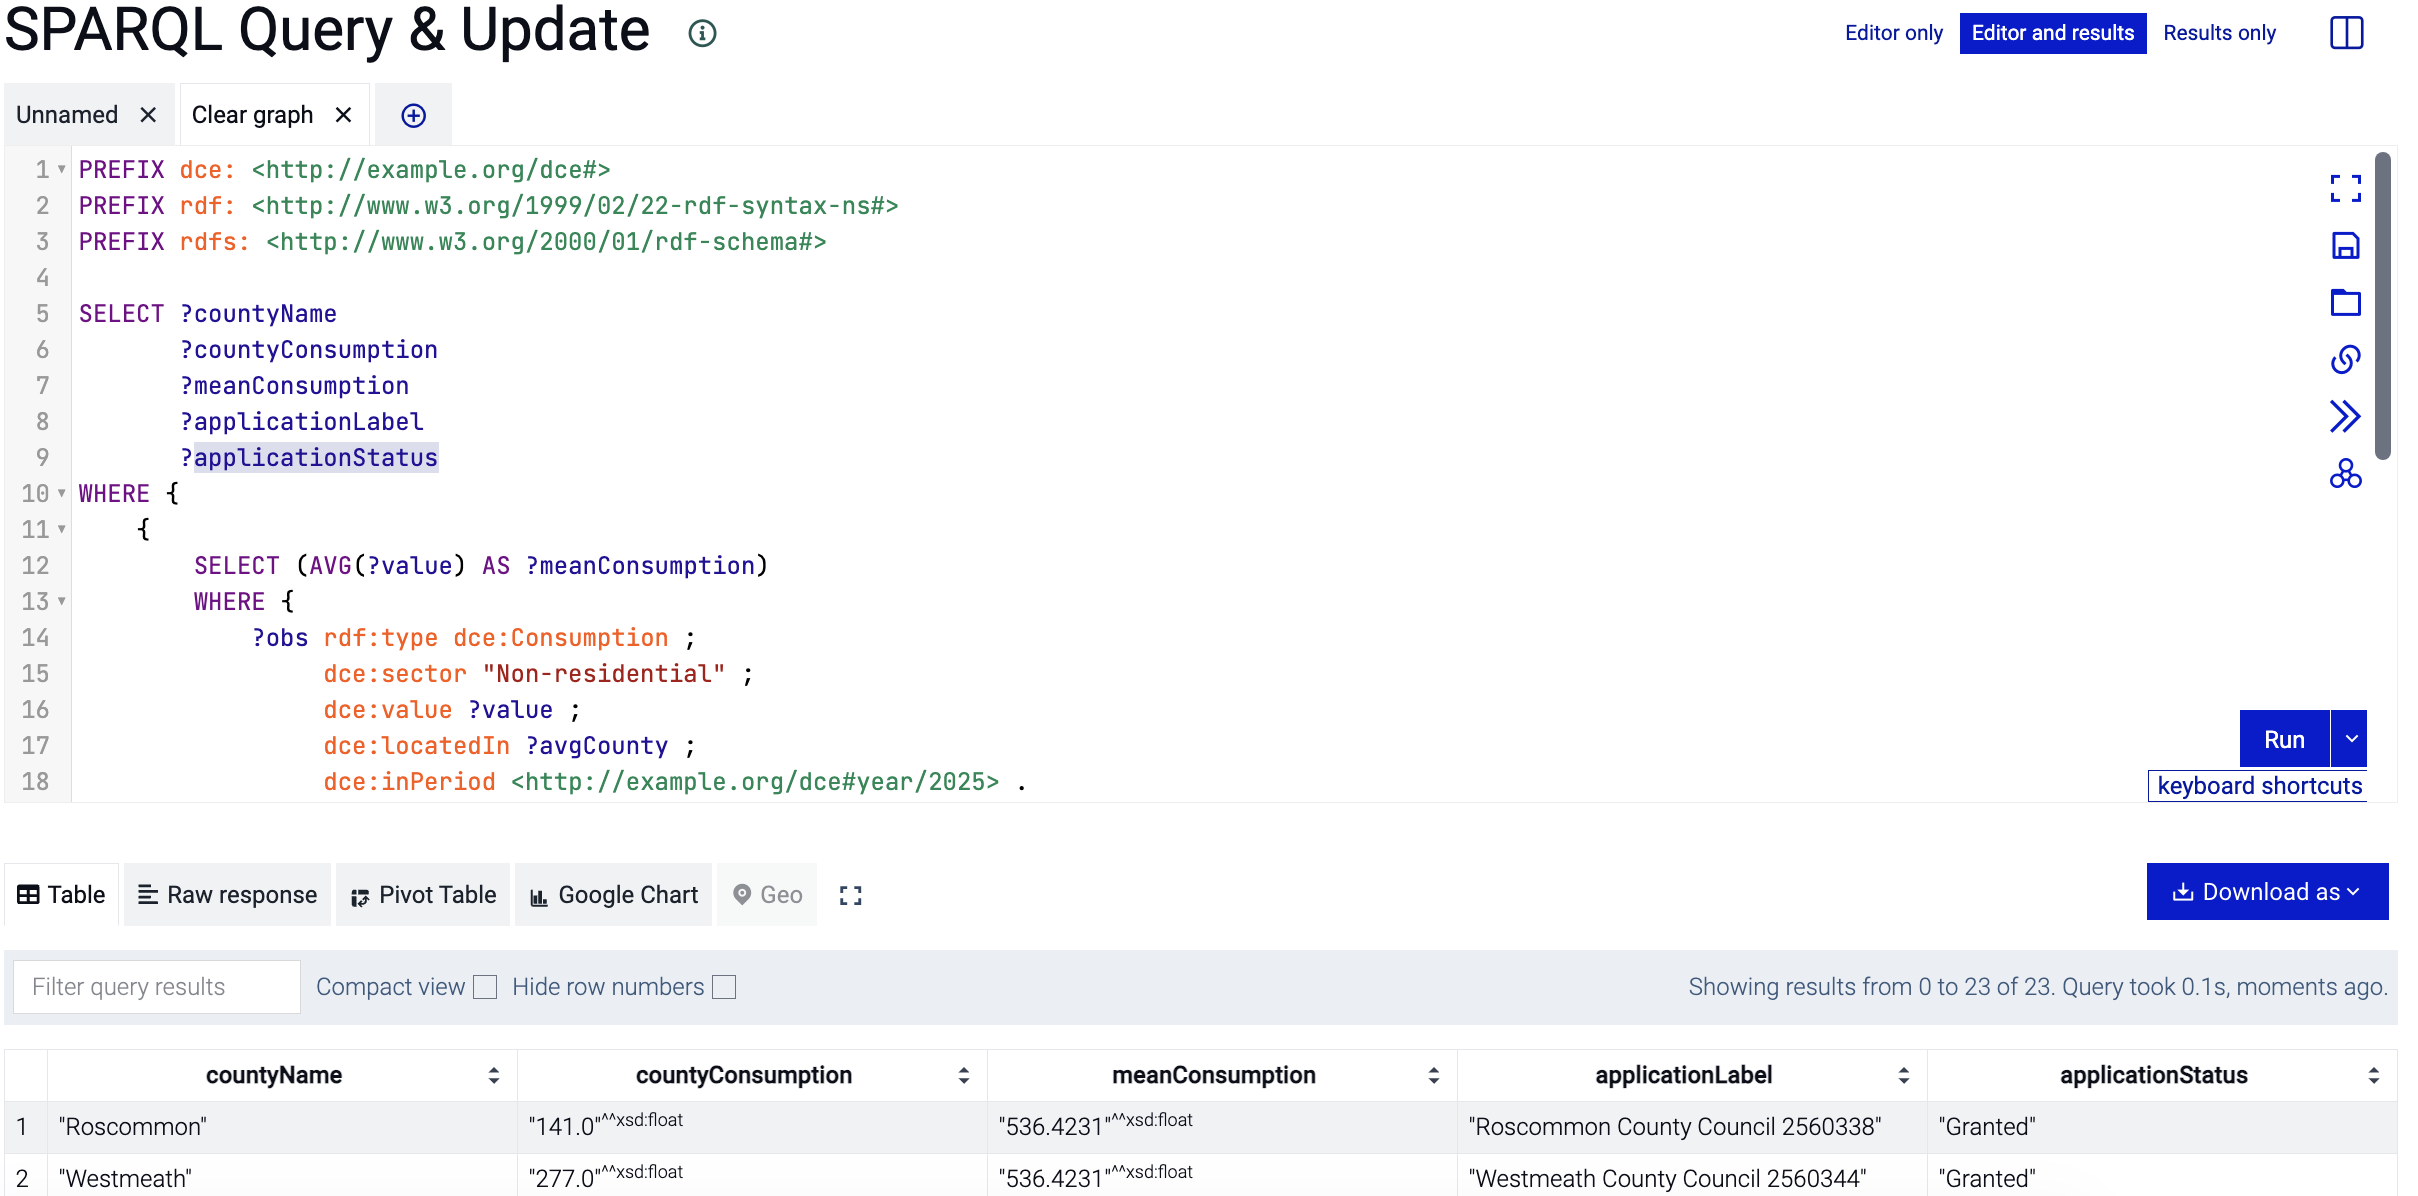 SPARQL Query & Update
Editor only
Editor and results
Results only
Unnamed
Clear graph
1 PREFIX dce: <http://example.org/dce#>
2 PREFIX rdf: <http://www.w3.org/1999/02/22-rdf-syntax-ns#>
3 PREFIX rdfs: <http://www.w3.org/2000/01/rdf-schema#>
4
5 SELECT ?countyName
6 ?countyConsumption
7 ?meanConsumption
8 ?applicationLabel
9 ?applicationStatus
10 WHERE {
11 {
12 SELECT (AVG(?value) AS ?meanConsumption)
13 WHERE {
14 ?obs rdf:type dce:Consumption ;
15 dce:sector "Non-residential" ;
16 dce:value ?value ;
17 dce:locatedIn ?avgCounty ;
18 dce:inPeriod <http://example.org/dce#year/2025> .
Run
keyboard shortcuts
Table
Raw response
Pivot Table
Google Chart
Geo
Download as
Filter query results
Compact view
Hide row numbers
Showing results from 0 to 23 of 23. Query took 0.1s, moments ago.
countyName countyConsumption meanConsumption applicationLabel applicationStatus
1 "Roscommon" "141.0"^^xsd:float "536.4231"^^xsd:float "Roscommon County Council 2560338" "Granted"
2 "Westmeath" "277.0"^^xsd:float "536.4231"^^xsd:float "Westmeath County Council 2560344" "Granted"